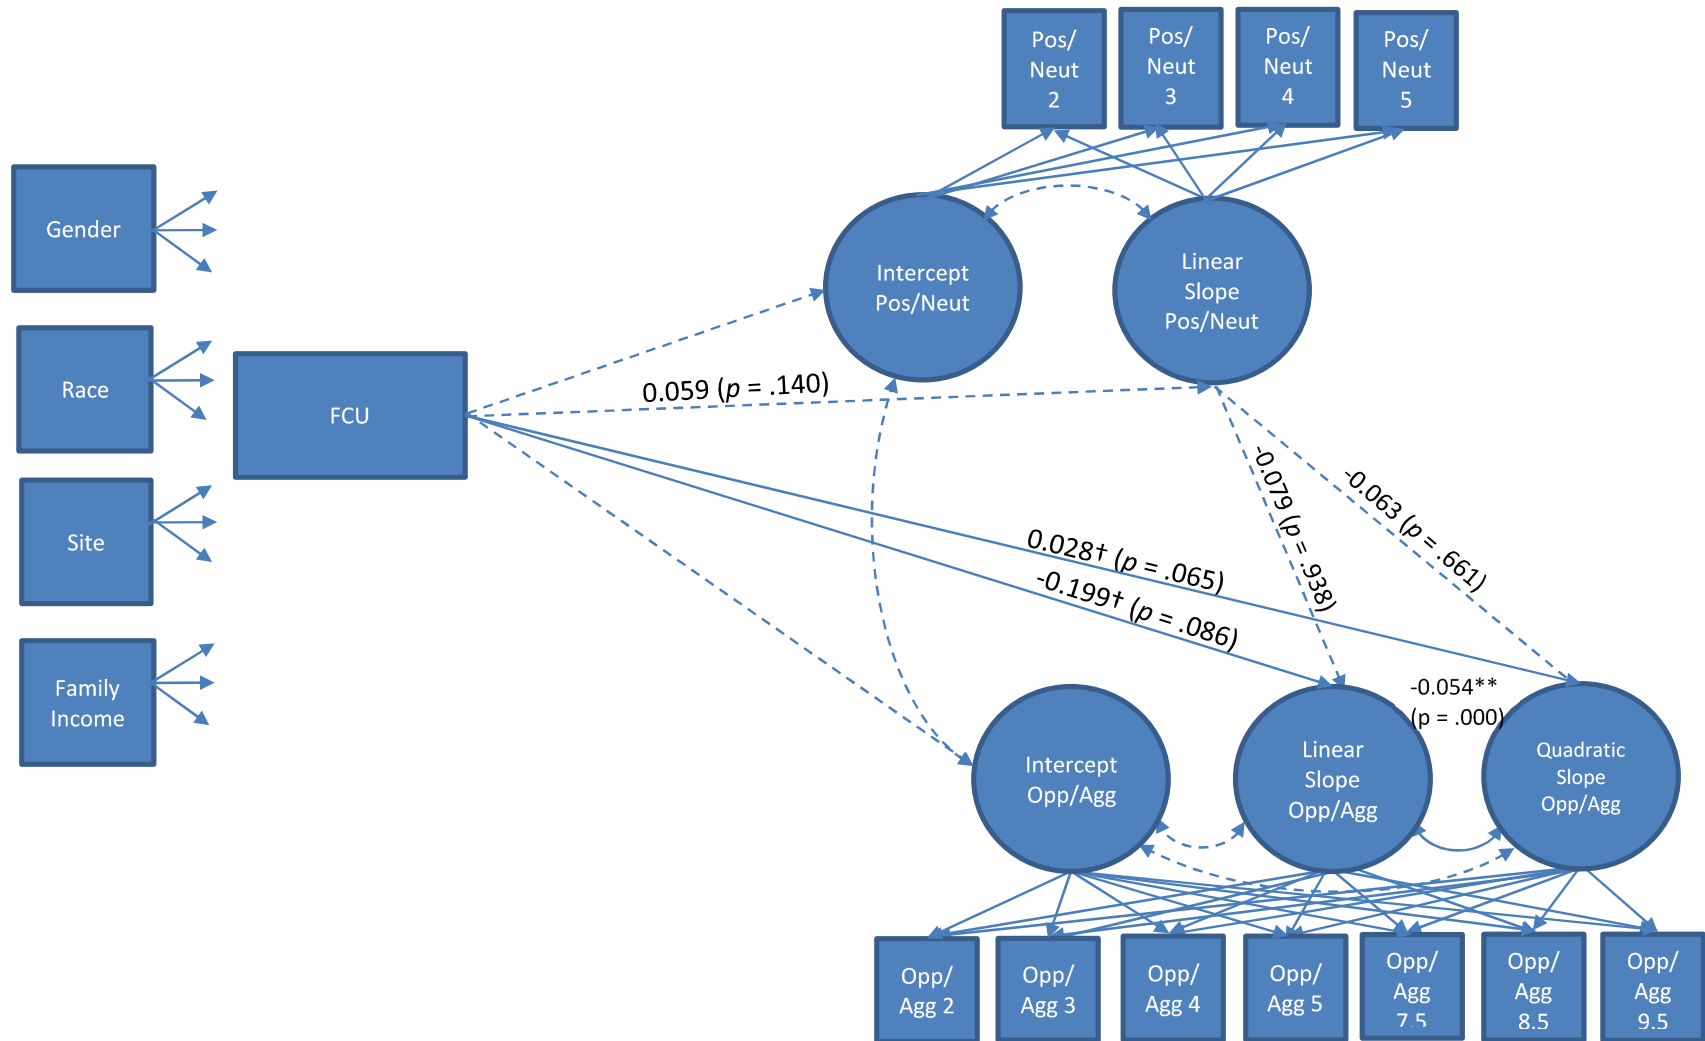 Pos/
Neut
2
Pos/
Neut
3
Pos/
Neut
4
Pos/
Neut
5
Gender
Race
Site
Family
Income
FCU
Intercept
Pos/Neut
Linear
Slope
Pos/Neut
0.059 (p = .140)
-0.079 (p = .938)
-0.063 (p = .661)
0.028† (p = .065)
-0.199† (p = .086)
-0.054**
(p = .000)
Intercept
Opp/Agg
Linear
Slope
Opp/Agg
Quadratic
Slope
Opp/Agg
Opp/
Agg 2
Opp/
Agg 3
Opp/
Agg 4
Opp/
Agg 5
Opp/
Agg
7.5
Opp/
Agg
8.5
Opp/
Agg
9.5